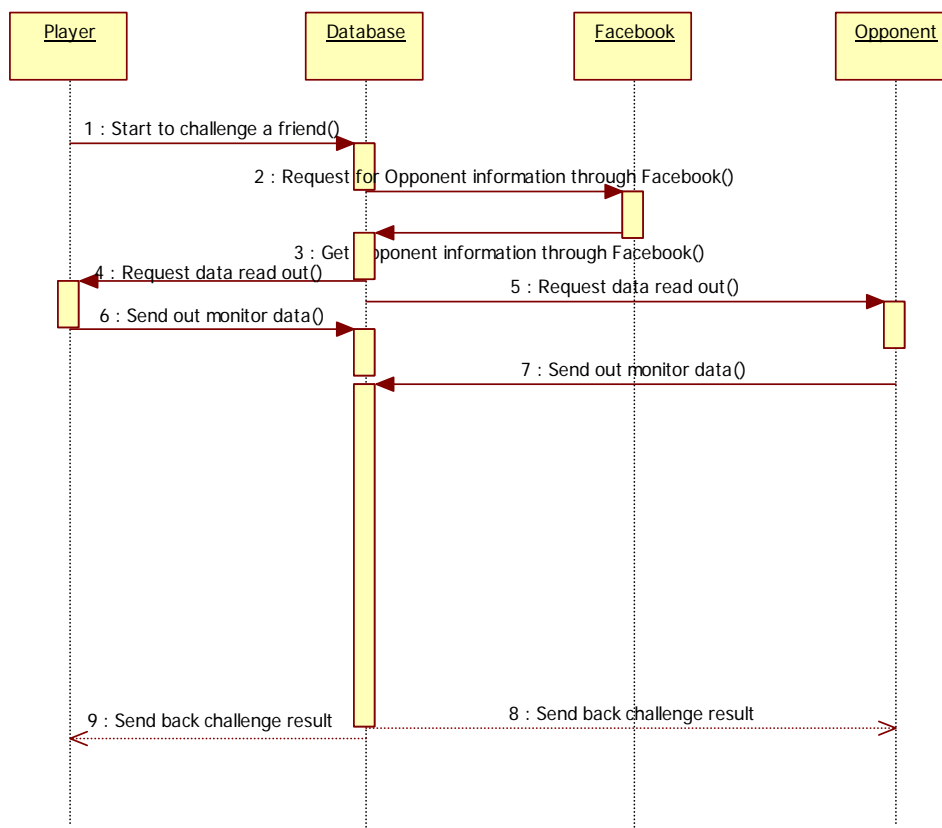 Player
Database
Facebook
Opponent
1 : Start to challenge a friend()
2 : Request for Opponent information through Facebook()
3 : Get Opponent information through Facebook()
4 : Request data read out()
5 : Request data read out()
6 : Send out monitor data()
7 : Send out monitor data()
9 : Send back challenge result
8 : Send back challenge result